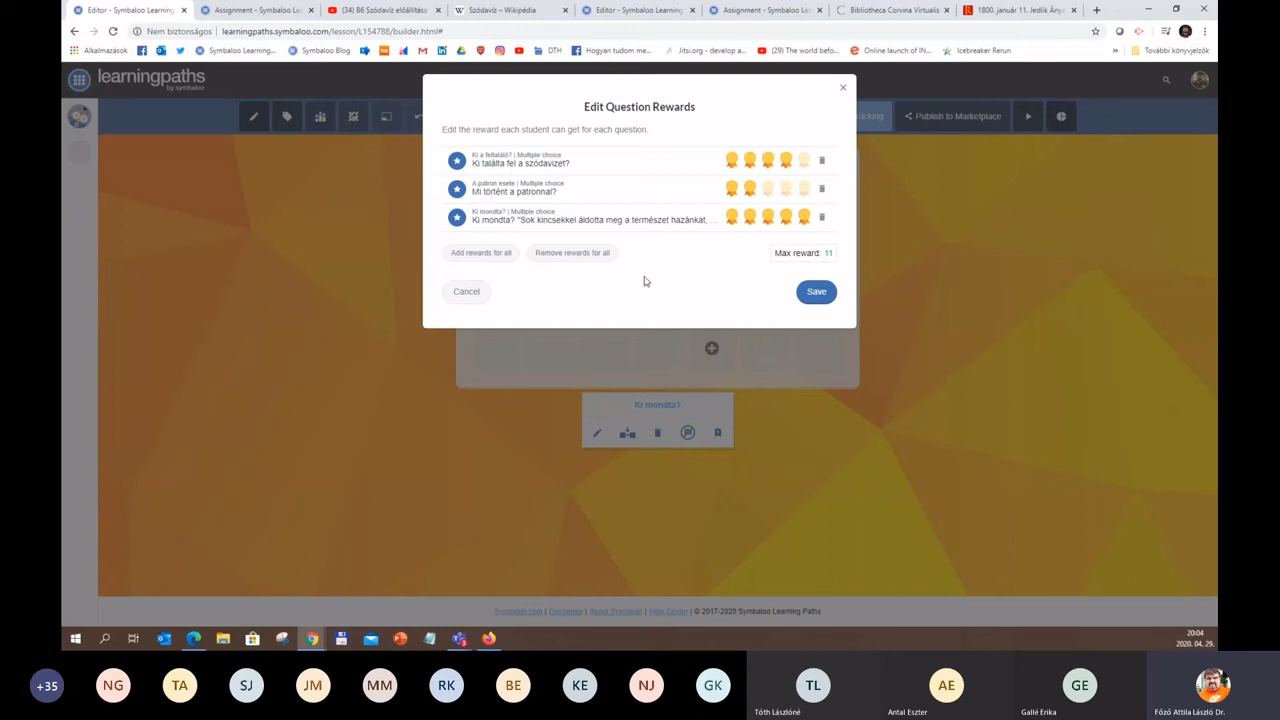 Editor - Symbaloo Learning
Assignment - Symbaloo Lea
(34) B6 Szódavíz előállítása
Szódavíz – Wikipédia
Editor - Symbaloo Learning
Assignment - Symbaloo Lea
Bibliotheca Corvina Virtualis
1800. január 11. Jedlik Ányo
Nem biztonságos
learningpaths.symbaloo.com/lesson/L154788/builder.html#
Alkalmazások
Symbaloo Learning...
Symbaloo Blog
DTH
Hogyan tudom me...
Jitsi.org - develop a...
(29) The world befo...
Online launch of IN...
Icebreaker Rerun
»
További könyvjelzők
learningpaths
by symbaloo
Publish to Marketplace
Edit Question Rewards
Edit the reward each student can get for each question.
Ki a feltaláló? | Multiple choice
Ki találta fel a szódavizet?
A patron esete | Multiple choice
Mi történt a patronnal?
Ki mondta? | Multiple choice
Ki mondta? "Sok kincsekkel áldotta meg a természet hazánkat, ...
Add rewards for all
Remove rewards for all
Max reward: 11
Cancel
Save
Ki mondta?
Symbaloo.com | Disclaimer | About Symbaloo | Help Center | © 2017-2020 Symbaloo Learning Paths
20:04
2020. 04. 29.
+35
NG
TA
SJ
JM
MM
RK
BE
KE
NJ
GK
TL
AE
GE
Tóth Lászlóné
Antal Eszter
Gallé Erika
Főző Attila László Dr.